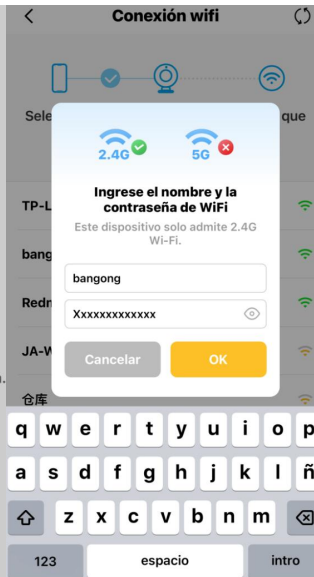 Conexión wifi
Sele
que
2.4G
5G
Ingrese el nombre y la
contraseña de WiFi
Este dispositivo solo admite 2.4G
Wi-Fi.
TP-L
bang
bangong
Redn
Xxxxxxxxxxxxx
JA-W
Cancelar
OK
仓库
q w e r t y u i o p
a s d f g h j k l ñ
z x c v b n m
123
espacio
intro